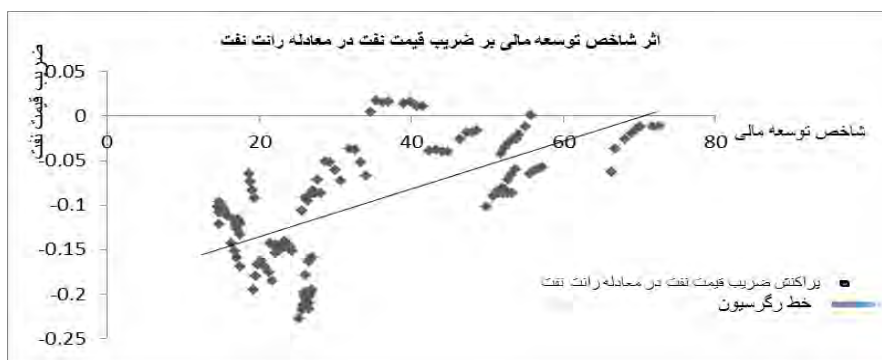 اثر شاخص توسعه مالی بر ضریب قیمت نفت در معادله رانت نفت
ضریب قیمت نفت
0.05
0
-0.05
-0.1
-0.15
-0.2
-0.25
0 20 40 60 80
شاخص توسعه مالی
پراکنش ضریب قیمت نفت در معادله رانت نفت
خط رگرسیون